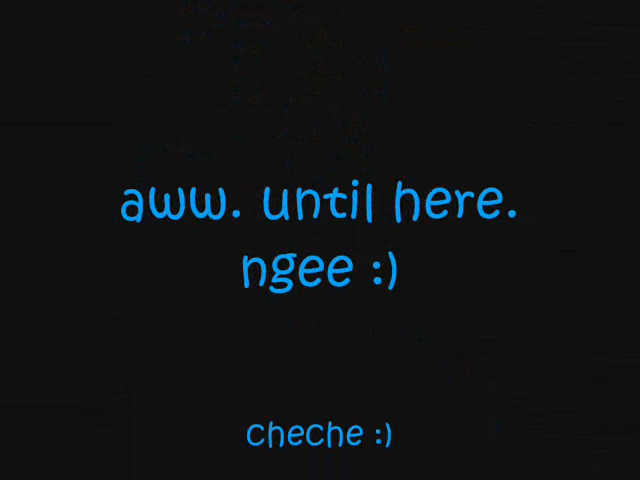 aww. until here.
ngee :)
cheche :)